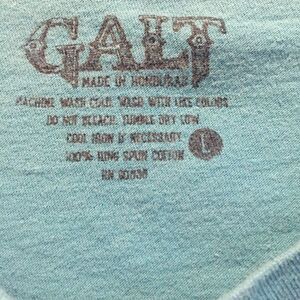 GALT
MADE IN HONDURAS
MACHINE WASH COLD. WASH WITH LIKE COLORS.
DO NOT BLEACH. TUMBLE DRY LOW.
COOL IRON IF NECESSARY.
100% RING SPUN COTTON
L
RN